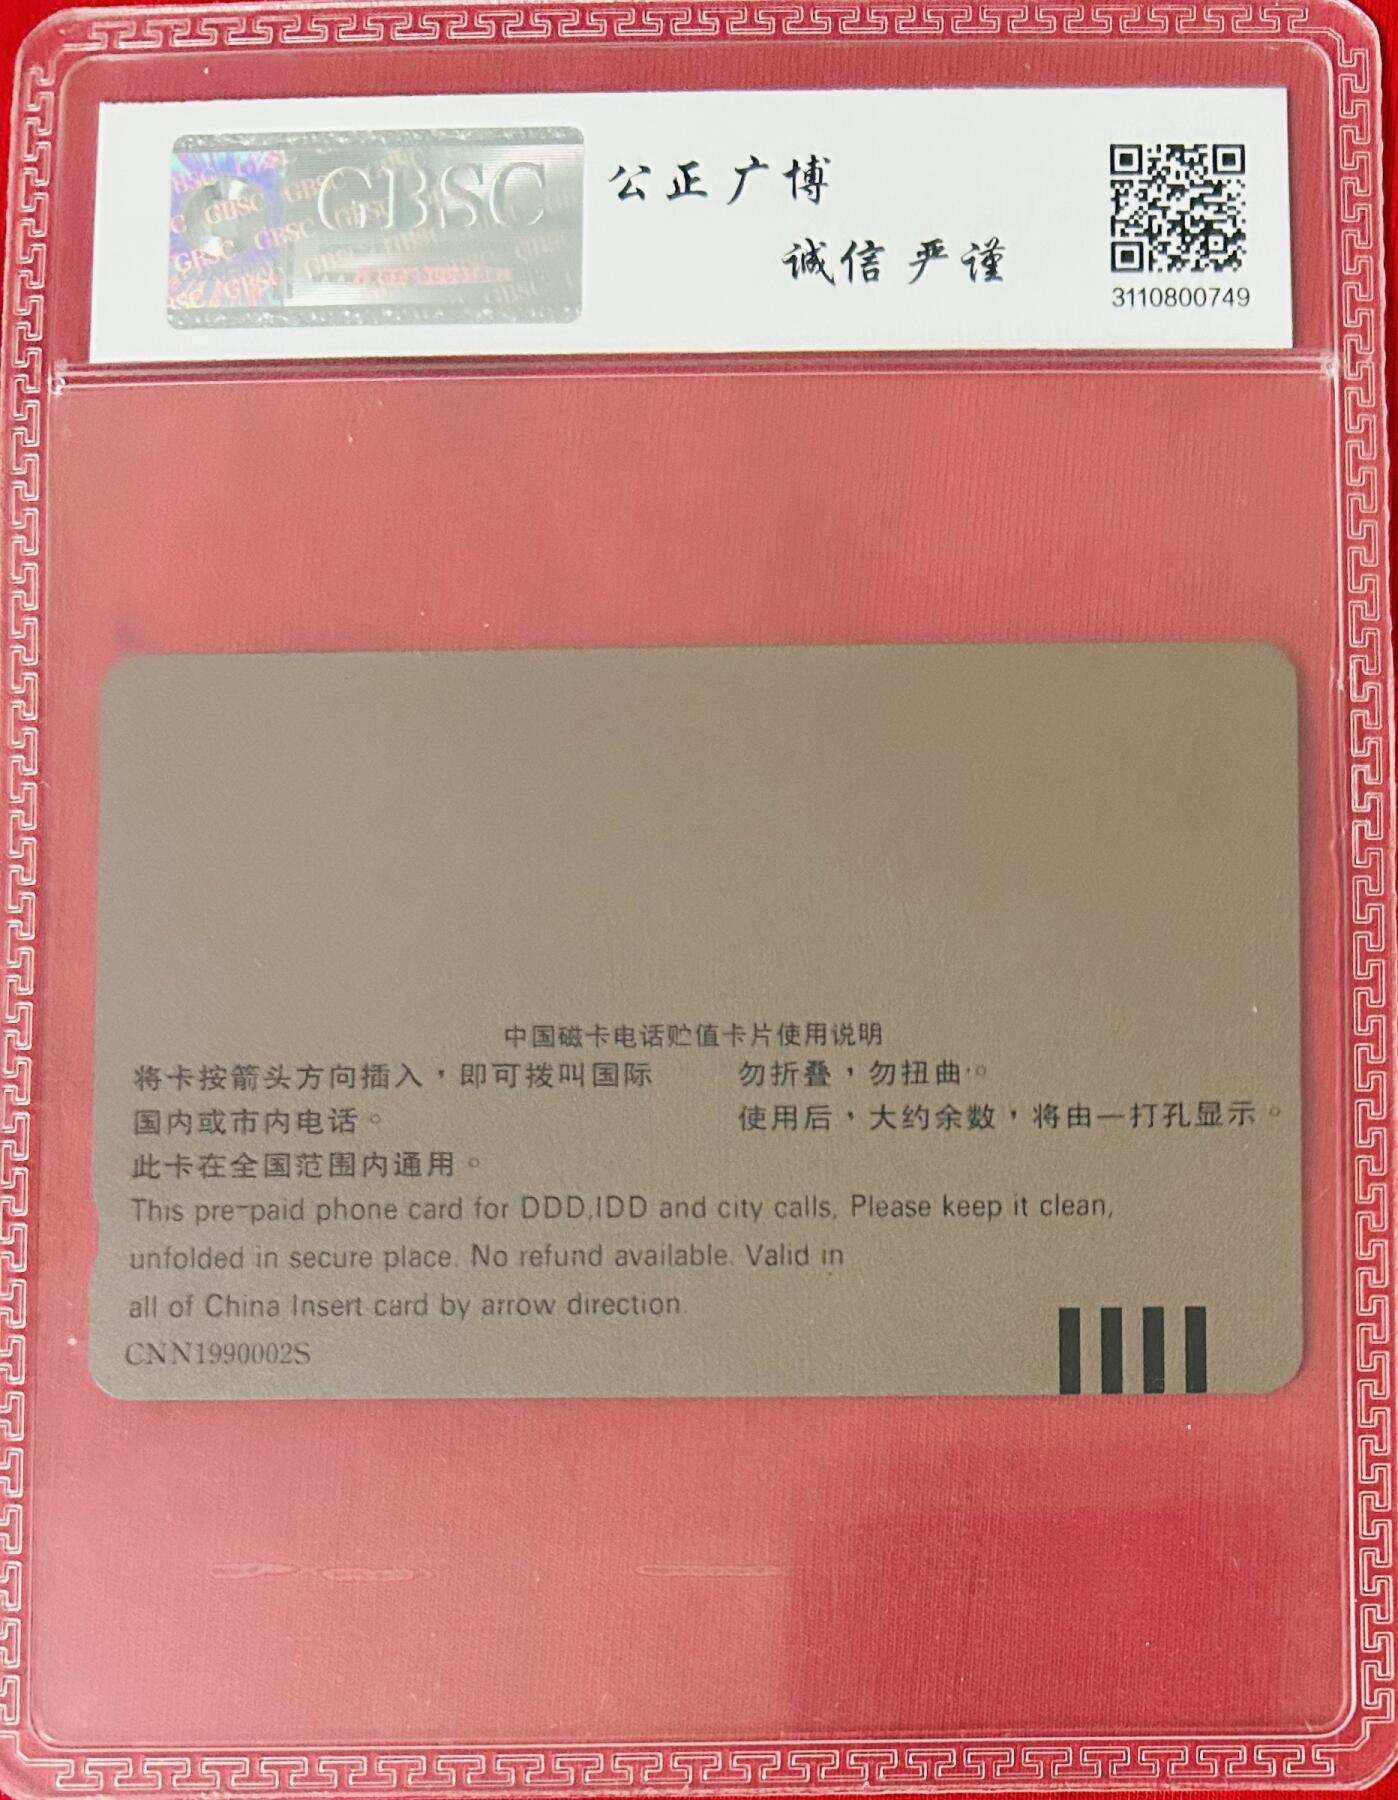 GBSC
公正广博
诚信严谨
3110800749
中国磁卡电话贮值卡片使用说明
将卡按箭头方向插入，即可拨叫国际
国内或市内电话。
此卡在全国范围内通用。
勿折叠，勿扭曲。
使用后，大约余数，将由一打孔显示。
This pre-paid phone card for DDD,IDD and city calls, Please keep it clean,
unfolded in secure place. No refund available. Valid in
all of China Insert card by arrow direction.
CNN1990002S